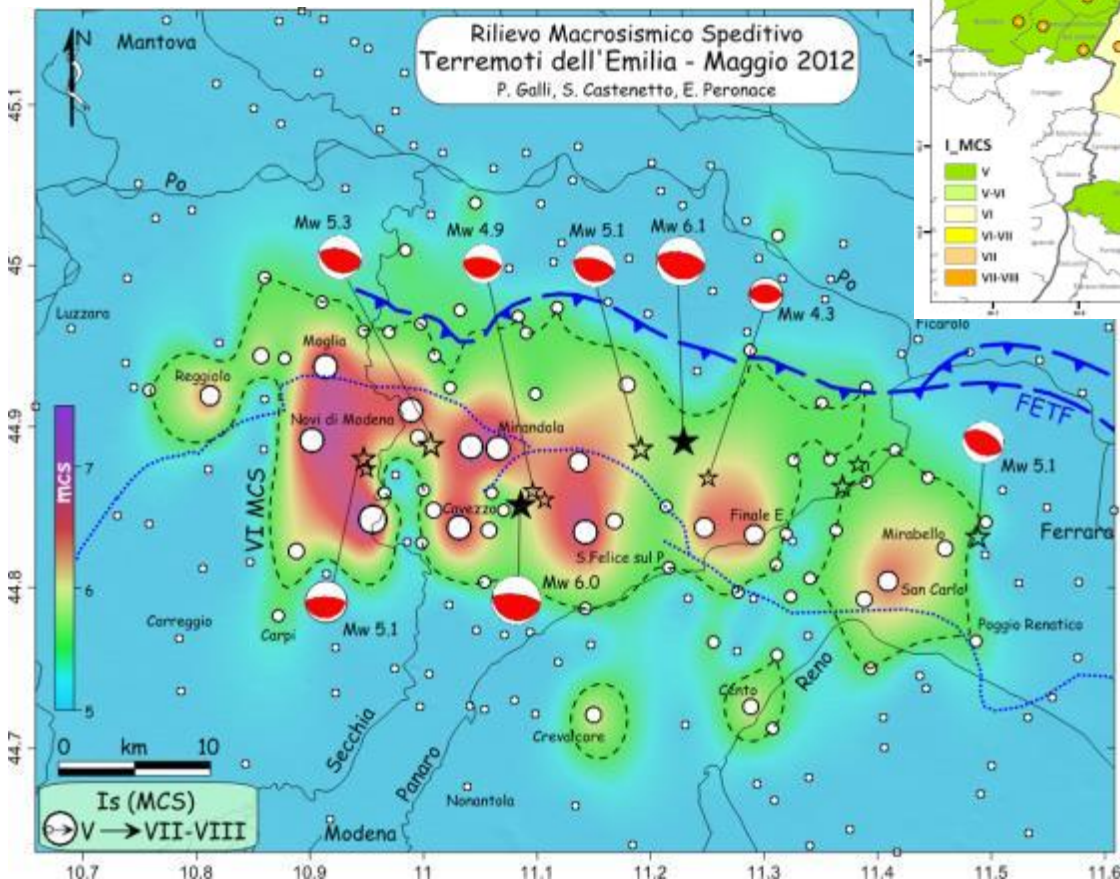 Rilievo Macrosismico Speditivo
Terremoti dell'Emilia - Maggio 2012
P. Galli, S. Castenetto, E. Peronace
N
Mantova
45.1
Po
Mw 5.3
Mw 4.9
Mw 5.1
Mw 6.1
Mw 4.3
I_MCS
V
V-VI
VI
VI-VII
VII
VII-VIII
45
Po
Luzzara
Ficarolo
Moglia
Reggiolo
FETF
44.9
Novi di Modena
Mirandola
Mw 5.1
mcs
7
6
5
VI MCS
Cavezzo
Finale E.
Ferrara
Mirabello
S.Felice sul P.
44.8
Mw 6.0
San Carlo
Mw 5.1
Correggio
Carpi
Poggio Renatico
Reno
Cento
Secchia
Crevalcore
44.7
0 km 10
Panaro
Nonantola
Is (MCS)
V VII-VIII
Modena
10.7 10.8 10.9 11 11.1 11.2 11.3 11.4 11.5 11.6